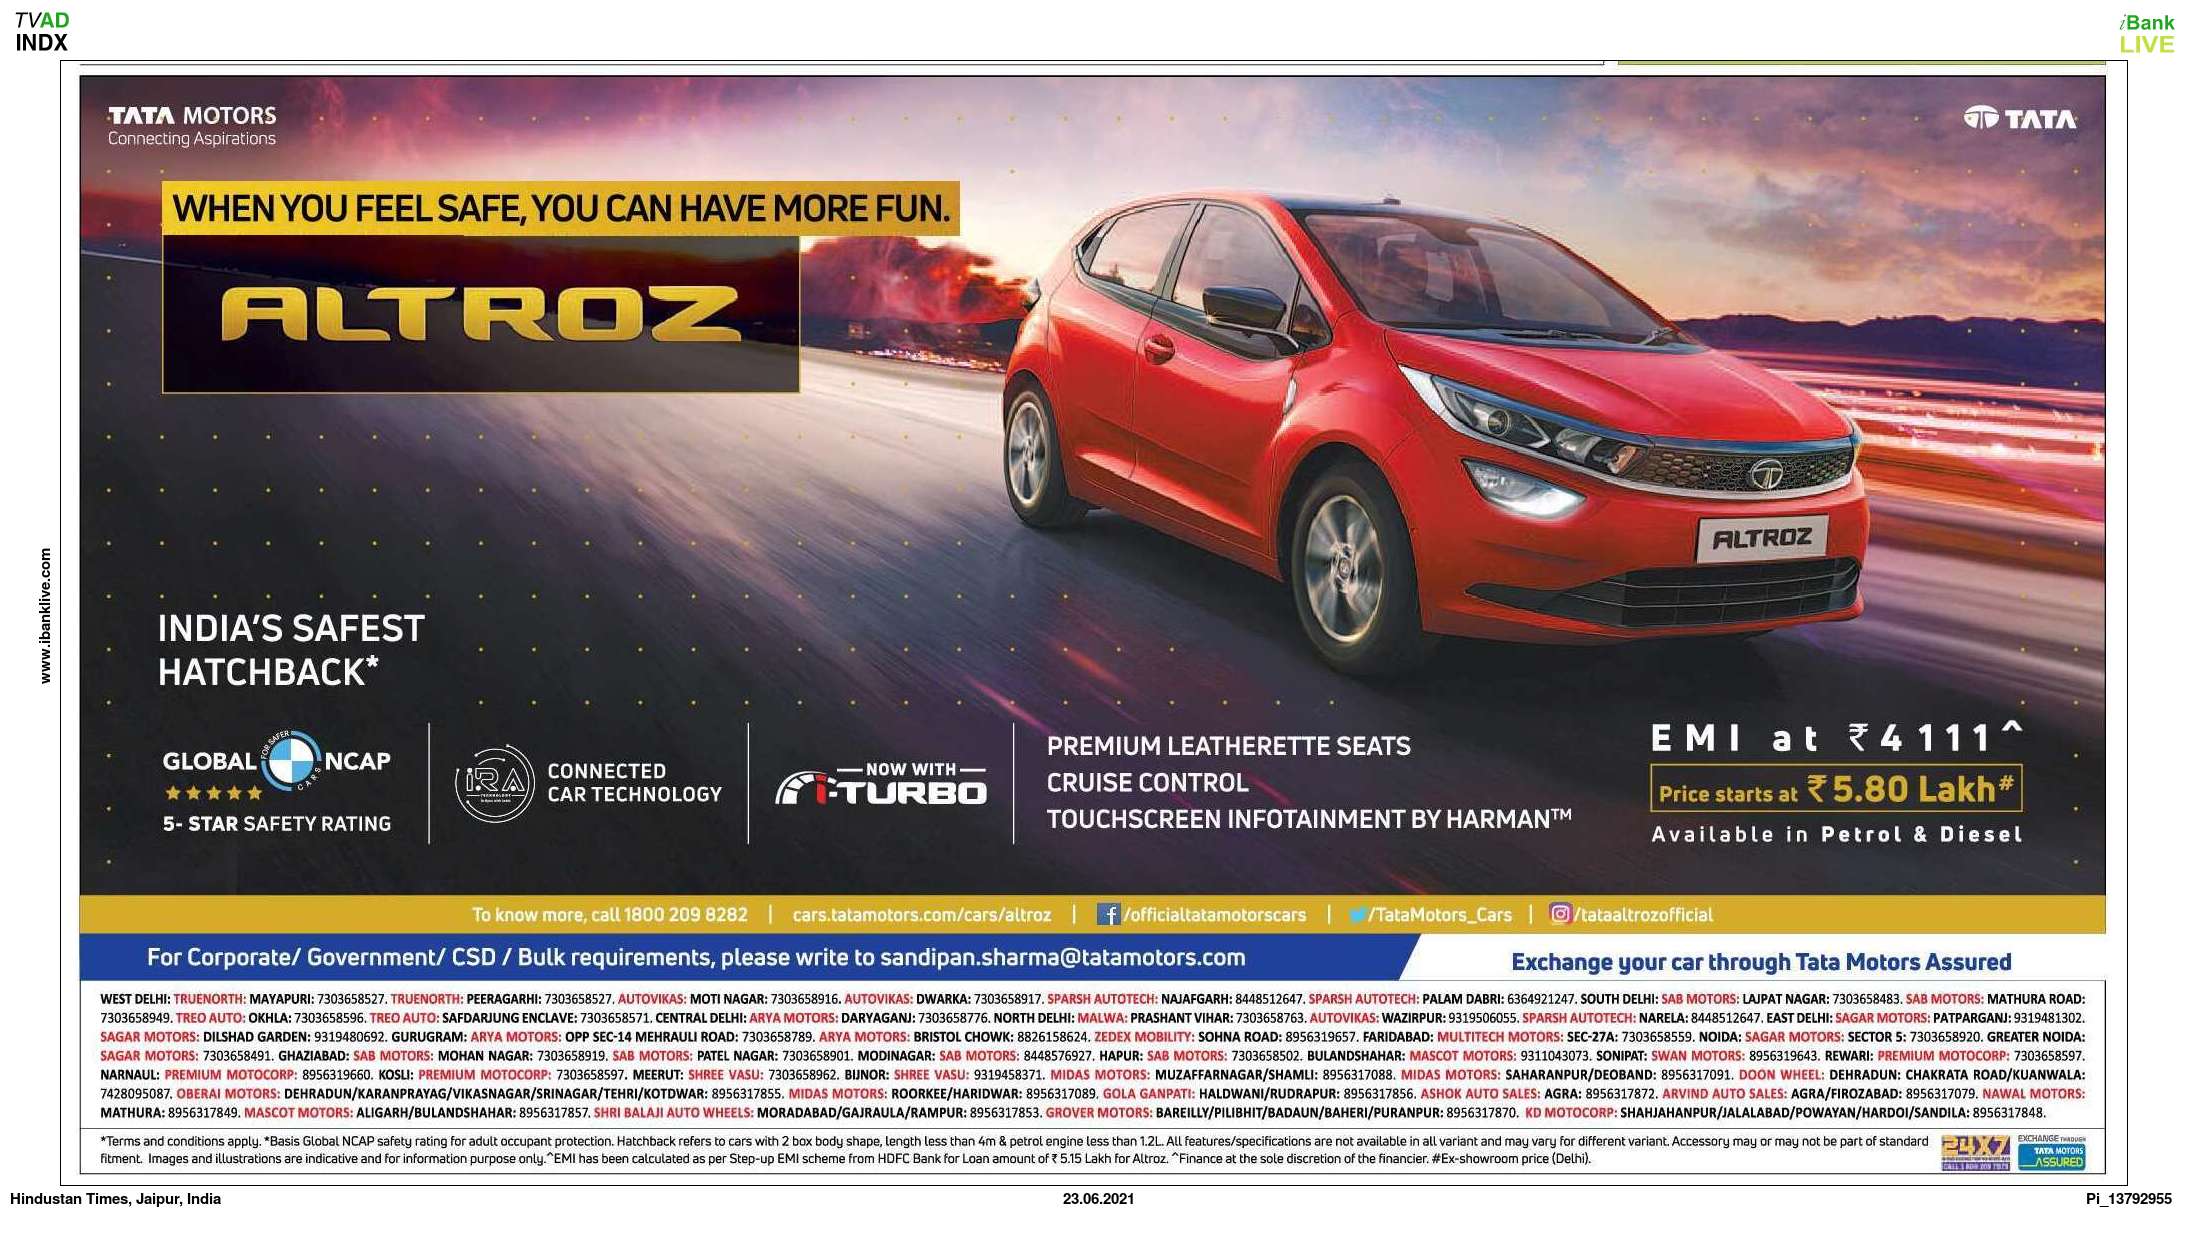 TVAD
INDX
iBank
LIVE
TATA MOTORS
Connecting Aspirations
TATA
WHEN YOU FEEL SAFE, YOU CAN HAVE MORE FUN.
ALTROZ
ALTROZ
www.ibanklive.com
INDIA'S SAFEST
HATCHBACK*
GLOBAL NCAP
FOR SAFER CARS
★★★★★
5- STAR SAFETY RATING
iRA
TECHNOLOGY
CONNECTED
CAR TECHNOLOGY
NOW WITH
i-TURBO
PREMIUM LEATHERETTE SEATS
CRUISE CONTROL
TOUCHSCREEN INFOTAINMENT BY HARMAN™
EMI at ₹4111^
Price starts at ₹5.80 Lakh#
Available in Petrol & Diesel
To know more, call 1800 209 8282 | cars.tatamotors.com/cars/altroz | /officialtatamotorscars | /TataMotors_Cars | /tataaltrozofficial
For Corporate/ Government/ CSD / Bulk requirements, please write to sandipan.sharma@tatamotors.com
Exchange your car through Tata Motors Assured
WEST DELHI: TRUENORTH: MAYAPURI: 7303658527. TRUENORTH: PEERAGARHI: 7303658527. AUTOVIKAS: MOTI NAGAR: 7303658916. AUTOVIKAS: DWARKA: 7303658917. SPARSH AUTOTECH: NAJAFGARH: 8448512647. SPARSH AUTOTECH: PALAM DABRI: 6364921247. SOUTH DELHI: SAB MOTORS: LAJPAT NAGAR: 7303658483. SAB MOTORS: MATHURA ROAD:
7303658949. TREO AUTO: OKHLA: 7303658596. TREO AUTO: SAFDARJUNG ENCLAVE: 7303658571. CENTRAL DELHI: ARYA MOTORS: DARYAGANJ: 7303658776. NORTH DELHI: MALWA: PRASHANT VIHAR: 7303658763. AUTOVIKAS: WAZIRPUR: 9319506055. SPARSH AUTOTECH: NARELA: 8448512647. EAST DELHI: SAGAR MOTORS: PATPARGANJ: 9319481302.
SAGAR MOTORS: DILSHAD GARDEN: 9319480692. GURUGRAM: ARYA MOTORS: OPP SEC-14 MEHRAULI ROAD: 7303658789. ARYA MOTORS: BRISTOL CHOWK: 8826158624. ZEDEX MOBILITY: SOHNA ROAD: 8956319657. FARIDABAD: MULTITECH MOTORS: SEC-27A: 7303658559. NOIDA: SAGAR MOTORS: SECTOR 5: 7303658920. GREATER NOIDA:
SAGAR MOTORS: 7303658491. GHAZIABAD: SAB MOTORS: MOHAN NAGAR: 7303658919. SAB MOTORS: PATEL NAGAR: 7303658901. MODINAGAR: SAB MOTORS: 8448576927. HAPUR: SAB MOTORS: 7303658502. BULANDSHAHAR: MASCOT MOTORS: 9311043073. SONIPAT: SWAN MOTORS: 8956319643. REWARI: PREMIUM MOTOCORP: 7303658597.
NARNAUL: PREMIUM MOTOCORP: 8956319660. KOSLI: PREMIUM MOTOCORP: 7303658597. MEERUT: SHREE VASU: 7303658962. BIJNOR: SHREE VASU: 9319458371. MIDAS MOTORS: MUZAFFARNAGAR/SHAMLI: 8956317088. MIDAS MOTORS: SAHARANPUR/DEOBAND: 8956317091. DOON WHEEL: DEHRADUN: CHAKRATA ROAD/KUANWALA:
7428095087. OBERAI MOTORS: DEHRADUN/KARANPRAYAG/VIKASNAGAR/SRINAGAR/TEHRI/KOTDWAR: 8956317855. MIDAS MOTORS: ROORKEE/HARIDWAR: 8956317089. GOLA GANPATI: HALDWANI/RUDRAPUR: 8956317856. ASHOK AUTO SALES: AGRA: 8956317872. ARVIND AUTO SALES: AGRA/FIROZABAD: 8956317079. NAWAL MOTORS:
MATHURA: 8956317849. MASCOT MOTORS: ALIGARH/BULANDSHAHAR: 8956317857. SHRI BALAJI AUTO WHEELS: MORADABAD/GAJRAULA/RAMPUR: 8956317853. GROVER MOTORS: BAREILLY/PILIBHIT/BADAUN/BAHERI/PURANPUR: 8956317870. KD MOTOCORP: SHAHJAHANPUR/JALALABAD/POWAYAN/HARDOI/SANDILA: 8956317848.
*Terms and conditions apply. *Basis Global NCAP safety rating for adult occupant protection. Hatchback refers to cars with 2 box body shape, length less than 4m & petrol engine less than 1.2L. All features/specifications are not available in all variant and may vary for different variant. Accessory may or may not be part of standard
fitment. Images and illustrations are indicative and for information purpose only.^EMI has been calculated as per Step-up EMI scheme from HDFC Bank for Loan amount of ₹ 5.15 Lakh for Altroz. ^Finance at the sole discretion of the financier. #Ex-showroom price (Delhi).
24X7
EXCHANGE THROUGH
TATA MOTORS
ASSURED
Hindustan Times, Jaipur, India
23.06.2021
Pi_13792955